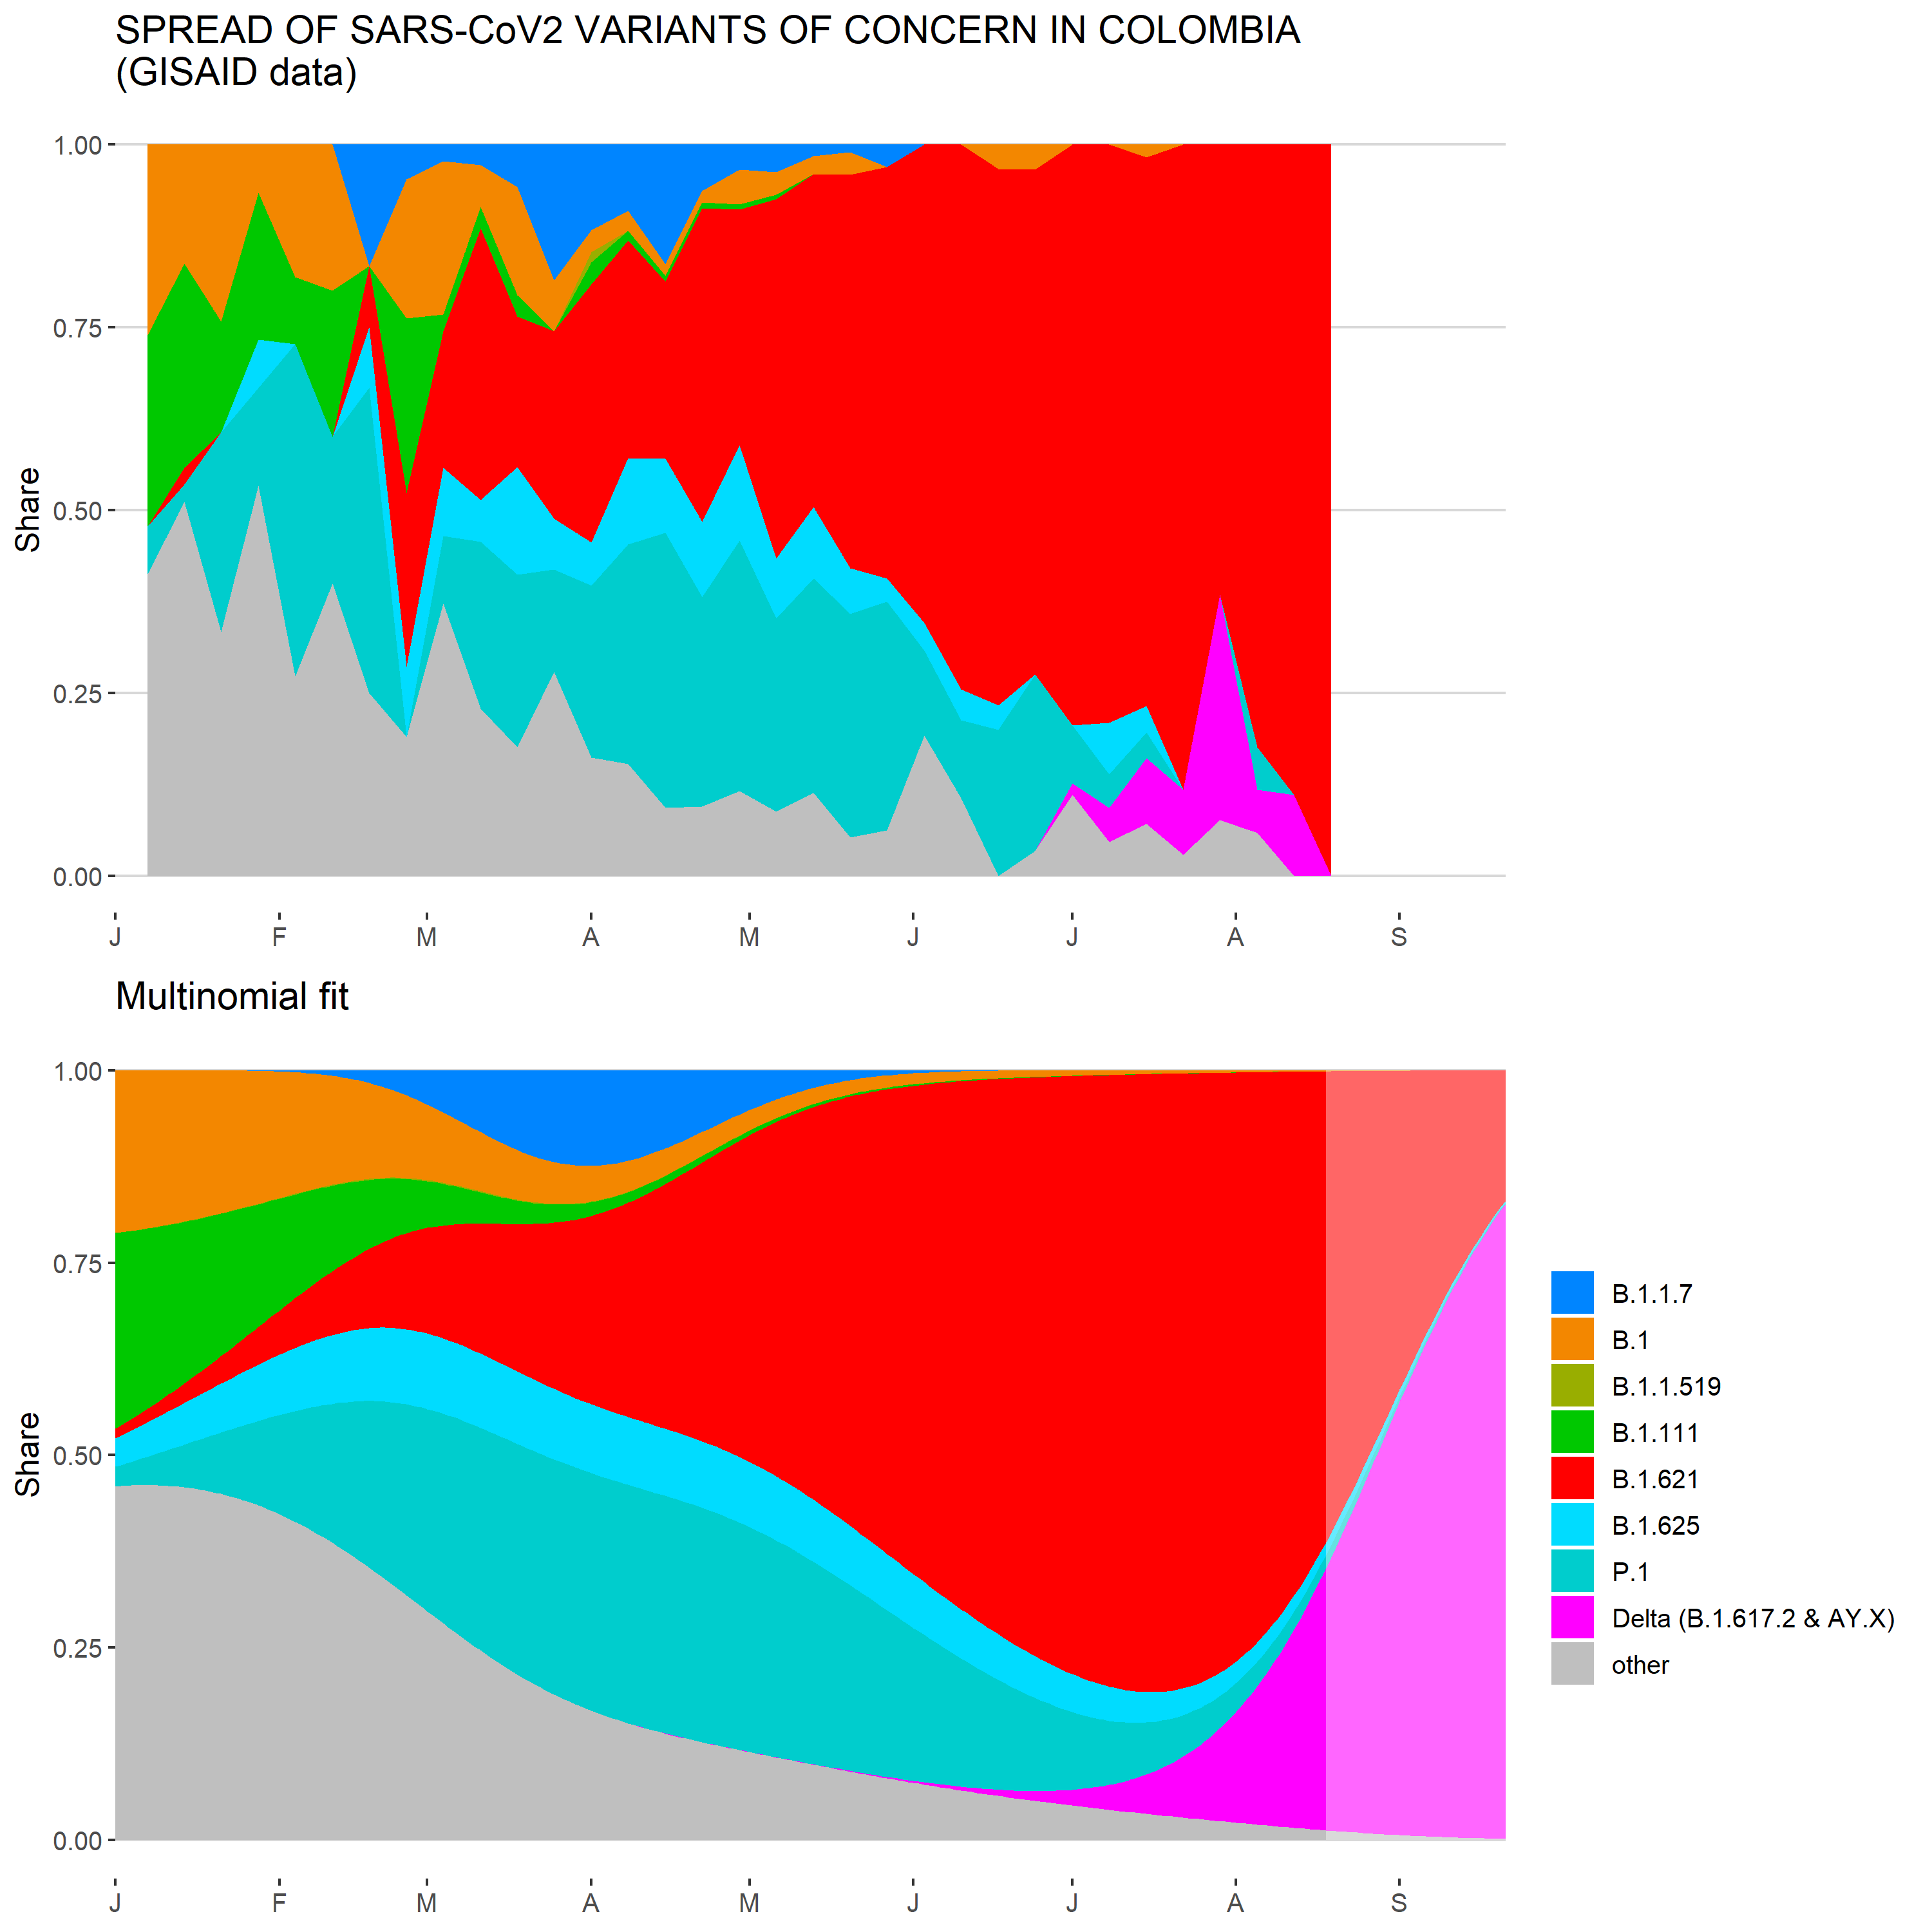 SPREAD OF SARS-CoV2 VARIANTS OF CONCERN IN COLOMBIA
(GISAID data)
1.00
0.75
0.50
0.25
0.00
Share
J F M A M J J A S
Multinomial fit
1.00
0.75
0.50
0.25
0.00
Share
J F M A M J J A S
B.1.1.7
B.1
B.1.1.519
B.1.111
B.1.621
B.1.625
P.1
Delta (B.1.617.2 & AY.X)
other